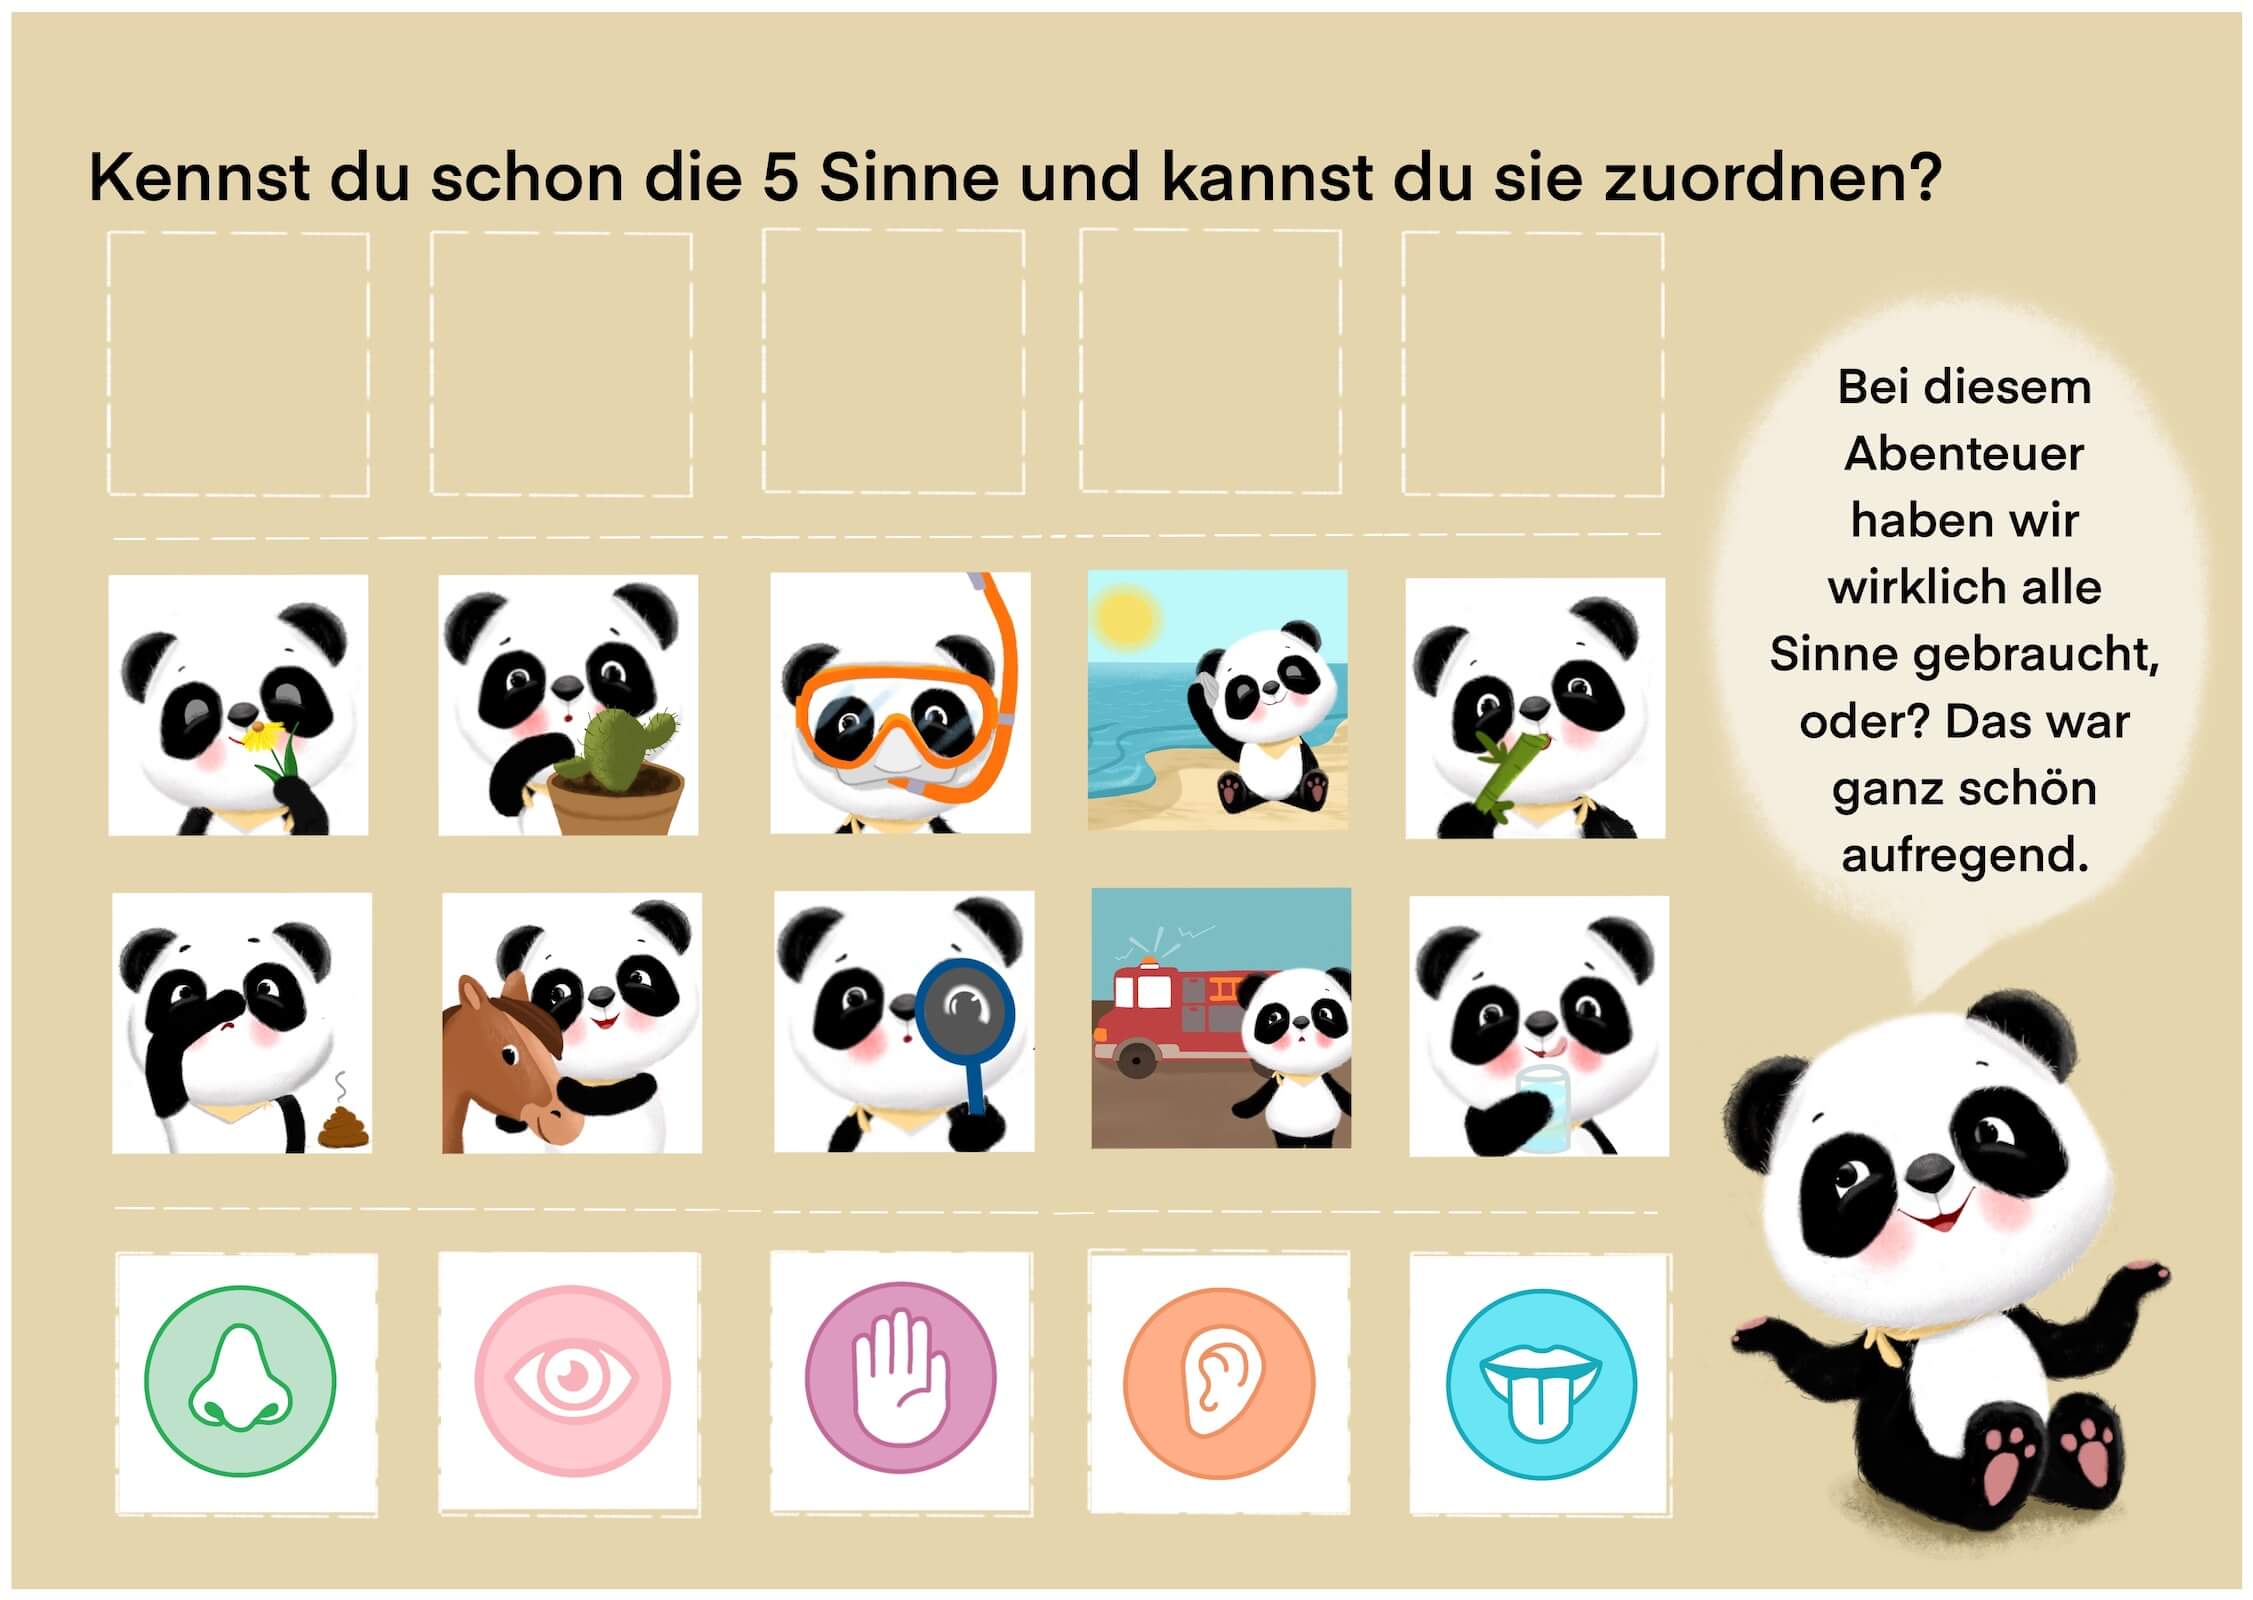 Kennst du schon die 5 Sinne und kannst du sie zuordnen?
Bei diesem
Abenteuer
haben wir
wirklich alle
Sinne gebraucht,
oder? Das war
ganz schön
aufregend.